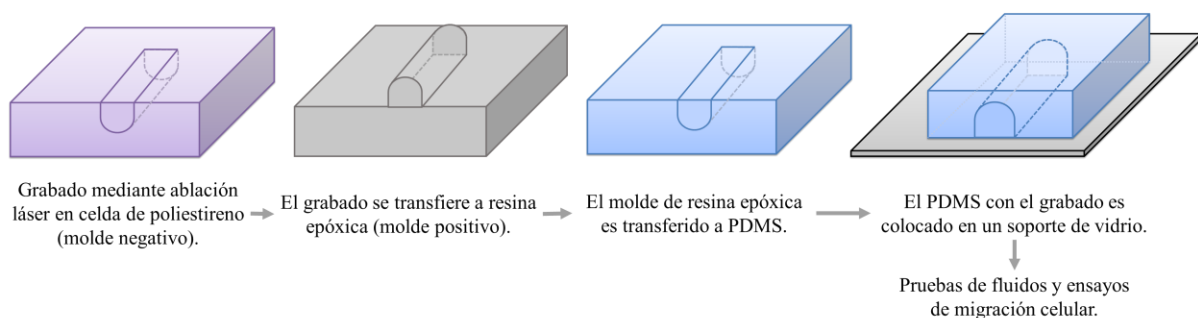 Grabado mediante ablación
láser en celda de poliestireno
(molde negativo).
El grabado se transfiere a resina
epóxica (molde positivo).
El molde de resina epóxica
es transferido a PDMS.
El PDMS con el grabado es
colocado en un soporte de vidrio.
Pruebas de fluidos y ensayos
de migración celular.